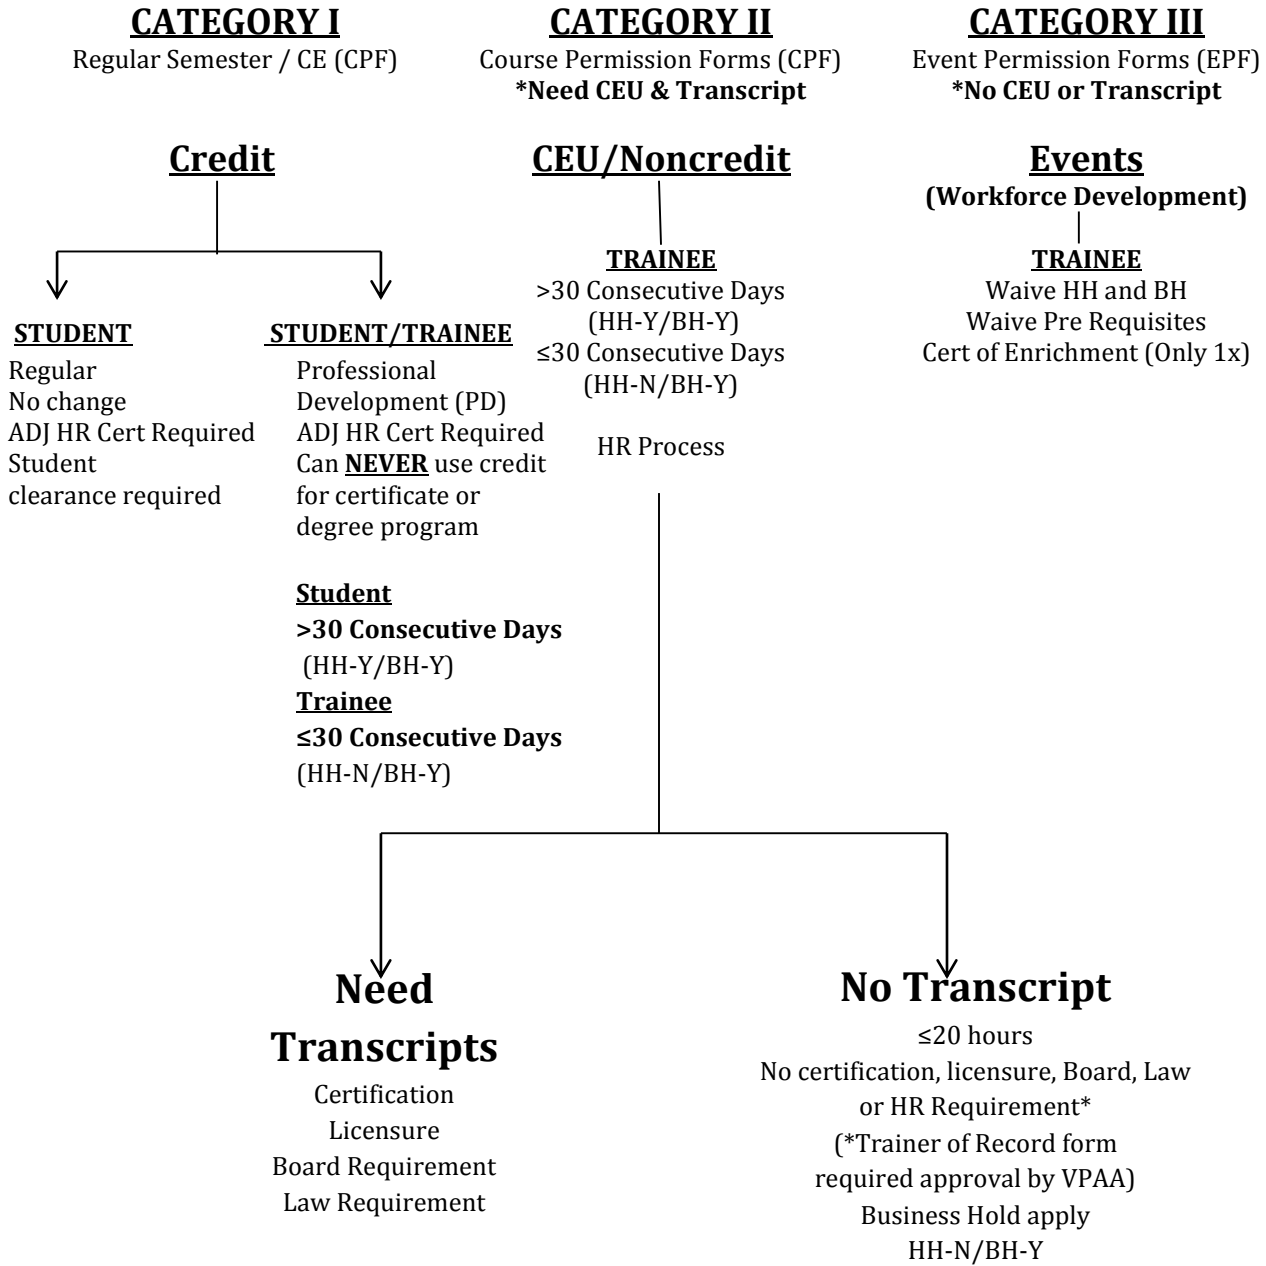 CATEGORY I
Regular Semester / CE (CPF)
Credit
STUDENT
Regular
No change
ADJ HR Cert Required
Student
clearance required
STUDENT/TRAINEE
Professional
Development (PD)
ADJ HR Cert Required
Can NEVER use credit
for certificate or
degree program
Student
>30 Consecutive Days
(HH-Y/BH-Y)
Trainee
≤30 Consecutive Days
(HH-N/BH-Y)
CATEGORY II
Course Permission Forms (CPF)
*Need CEU & Transcript
CEU/Noncredit
TRAINEE
>30 Consecutive Days
(HH-Y/BH-Y)
≤30 Consecutive Days
(HH-N/BH-Y)
HR Process
Need
Transcripts
Certification
Licensure
Board Requirement
Law Requirement
No Transcript
≤20 hours
No certification, licensure, Board, Law
or HR Requirement*
(*Trainer of Record form
required approval by VPAA)
Business Hold apply
HH-N/BH-Y
CATEGORY III
Event Permission Forms (EPF)
*No CEU or Transcript
Events
(Workforce Development)
TRAINEE
Waive HH and BH
Waive Pre Requisites
Cert of Enrichment (Only 1x)